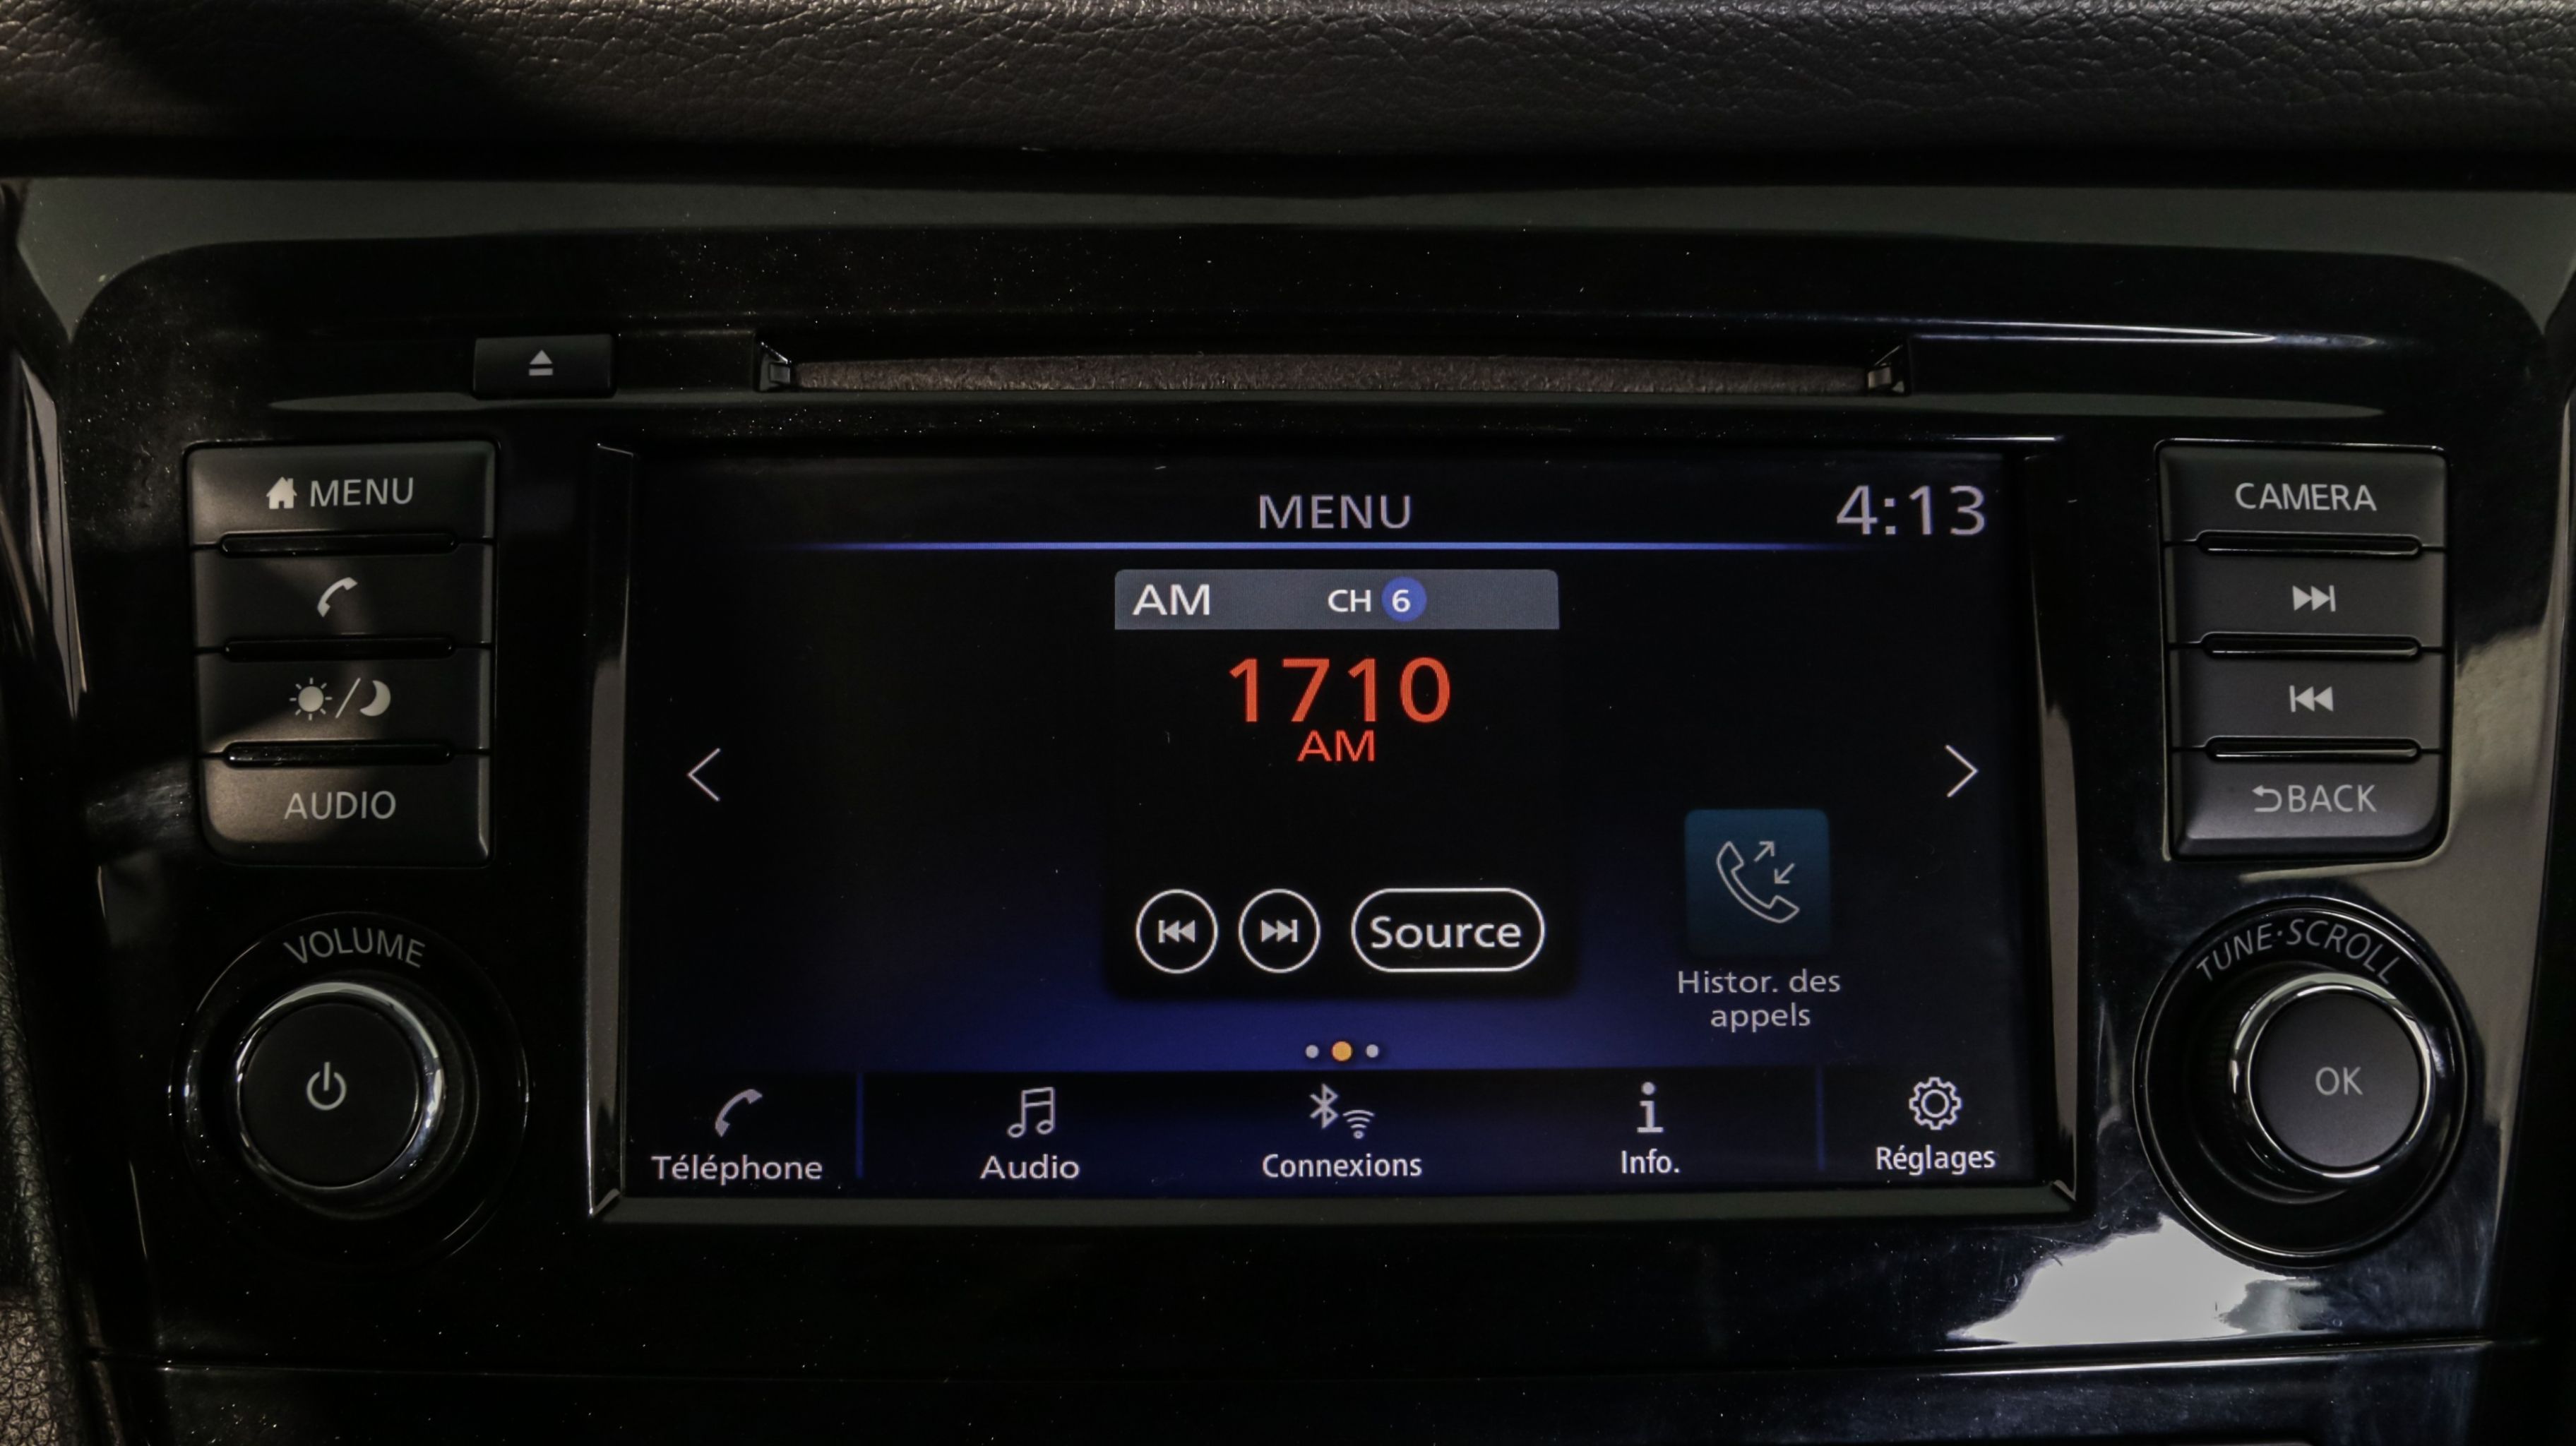 MENU
AUDIO
VOLUME
MENU
4:13
AM CH 6
1710
AM
Source
Histor. des
appels
Téléphone
Audio
Connexions
Info.
Réglages
CAMERA
BACK
TUNE·SCROLL
OK